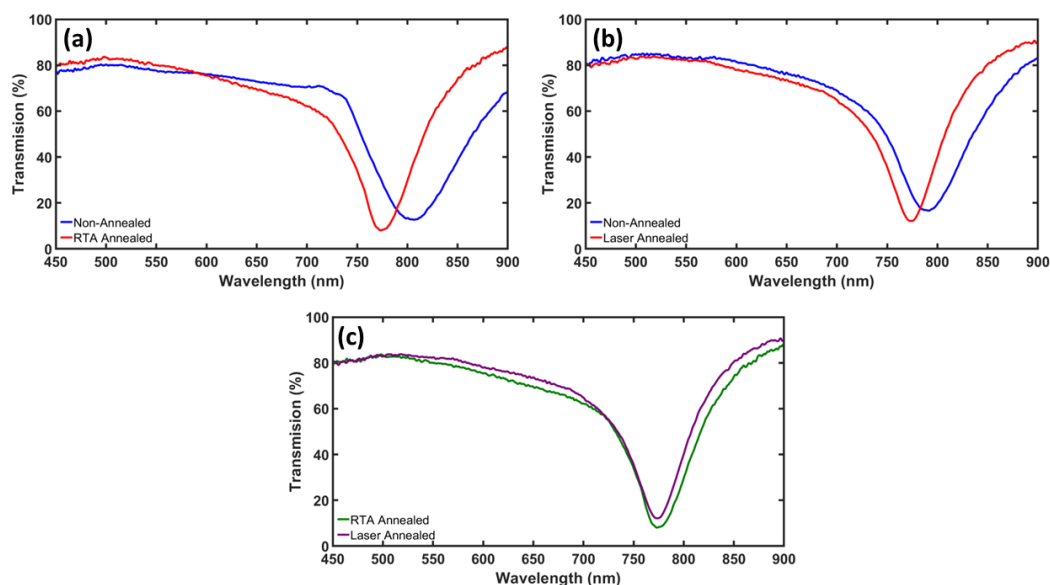 (a)
100
80
60
40
20
0
Transmision (%)
Non-Annealed
RTA Annealed
450 500 550 600 650 700 750 800 850 900
Wavelength (nm)
(b)
100
80
60
40
20
0
Transmision (%)
Non-Annealed
Laser Annealed
450 500 550 600 650 700 750 800 850 900
Wavelength (nm)
(c)
100
80
60
40
20
0
Transmision (%)
RTA Annealed
Laser Annealed
450 500 550 600 650 700 750 800 850 900
Wavelength (nm)